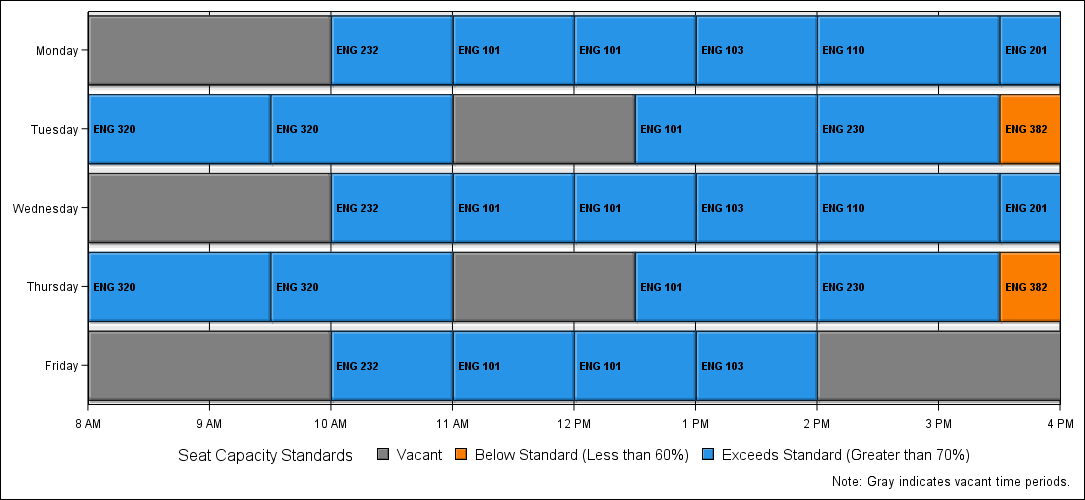 Monday ENG 232 ENG 101 ENG 101 ENG 103 ENG 110 ENG 201
Tuesday ENG 320 ENG 320 ENG 101 ENG 230 ENG 382
Wednesday ENG 232 ENG 101 ENG 101 ENG 103 ENG 110 ENG 201
Thursday ENG 320 ENG 320 ENG 101 ENG 230 ENG 382
Friday ENG 232 ENG 101 ENG 101 ENG 103
8 AM 9 AM 10 AM 11 AM 12 PM 1 PM 2 PM 3 PM 4 PM
Seat Capacity Standards Vacant Below Standard (Less than 60%) Exceeds Standard (Greater than 70%)
Note: Gray indicates vacant time periods.